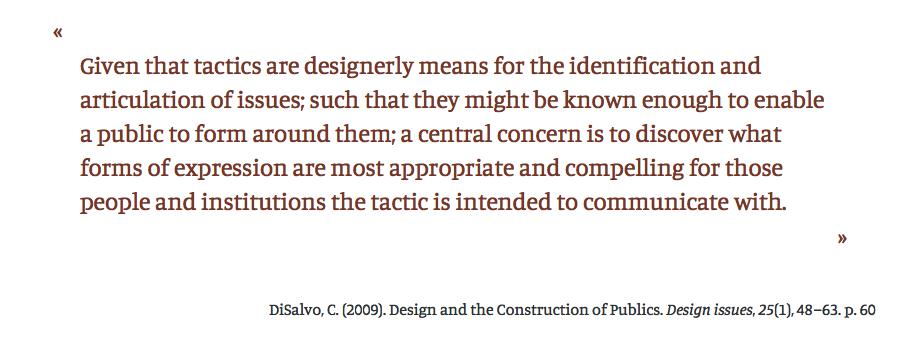 «
Given that tactics are designerly means for the identification and
articulation of issues; such that they might be known enough to enable
a public to form around them; a central concern is to discover what
forms of expression are most appropriate and compelling for those
people and institutions the tactic is intended to communicate with.
»
DiSalvo, C. (2009). Design and the Construction of Publics. Design issues, 25(1), 48–63. p. 60